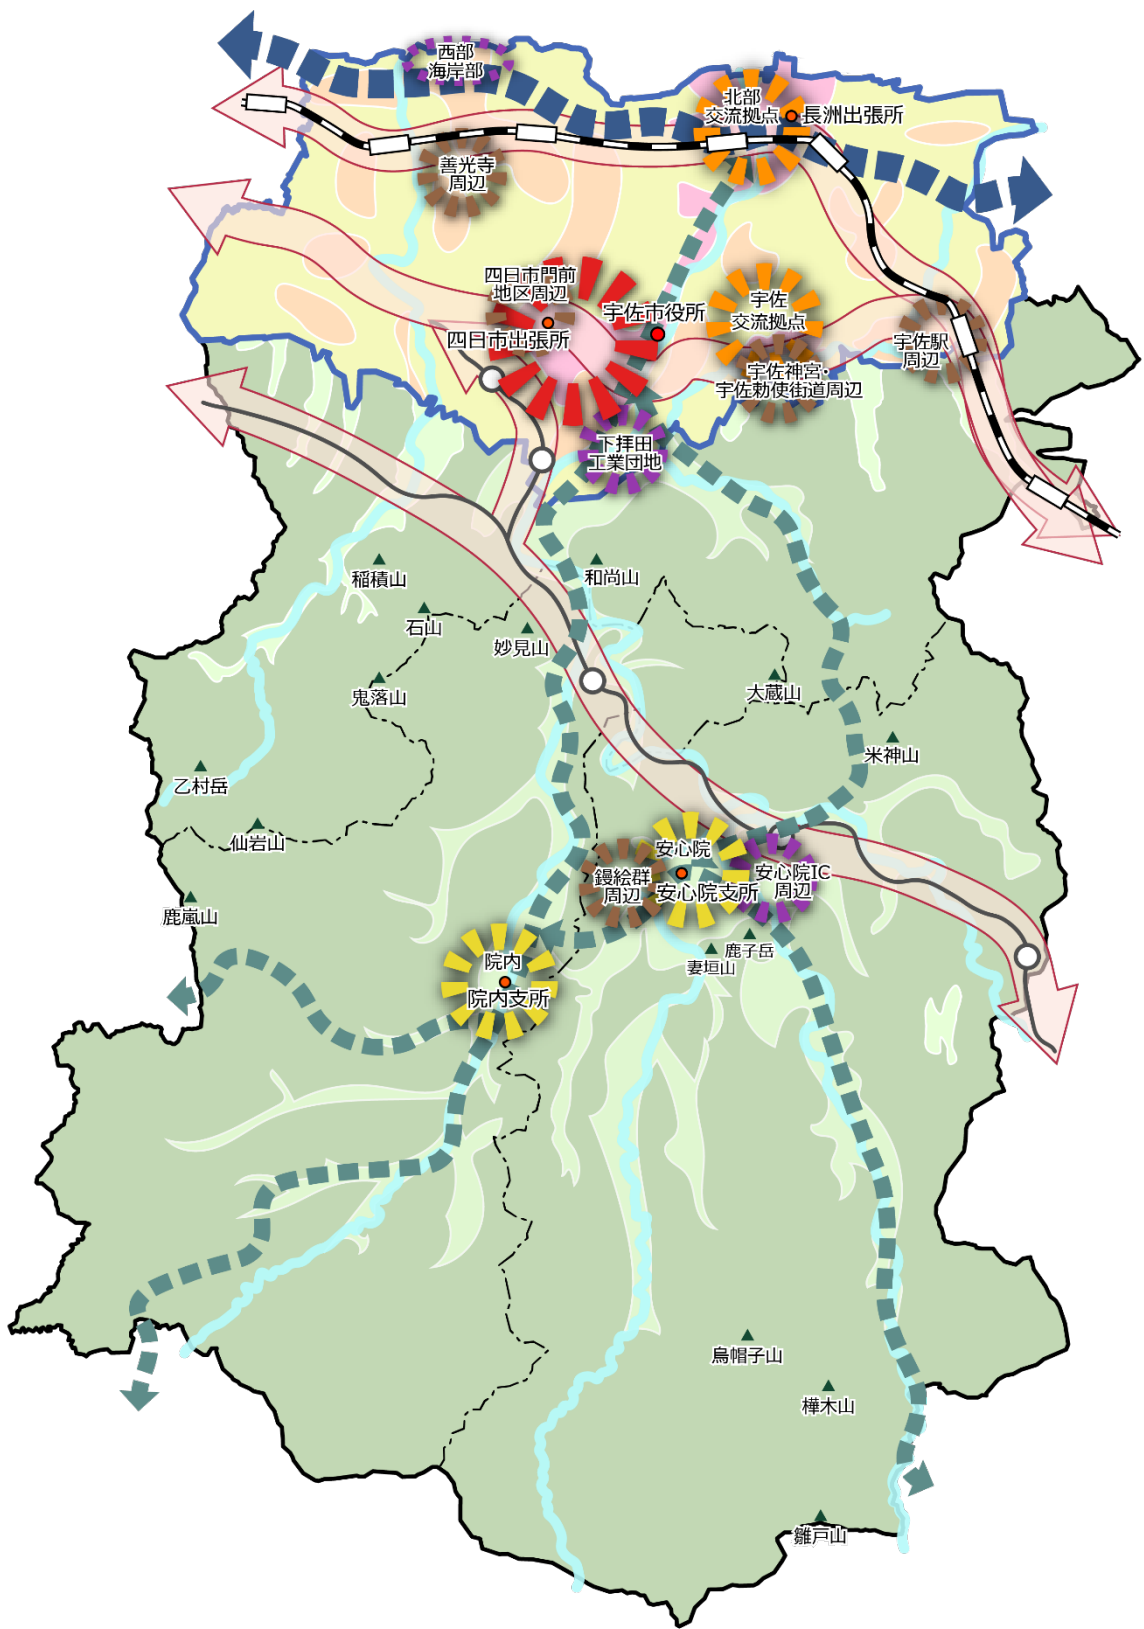 西部
海岸部
北部
交流拠点
長洲出張所
善光寺
周辺
四日市門前
地区周辺
四日市出張所
宇佐市役所
宇佐
交流拠点
宇佐駅
周辺
宇佐神宮・
宇佐勅使街道周辺
下拝田
工業団地
稲積山
和尚山
石山
妙見山
鬼落山
大蔵山
米神山
乙村岳
仙岩山
安心院
安心院支所
鏝絵群
周辺
安心院IC
周辺
鹿嵐山
鹿子岳
妻垣山
院内
院内支所
烏帽子山
樺木山
雛戸山